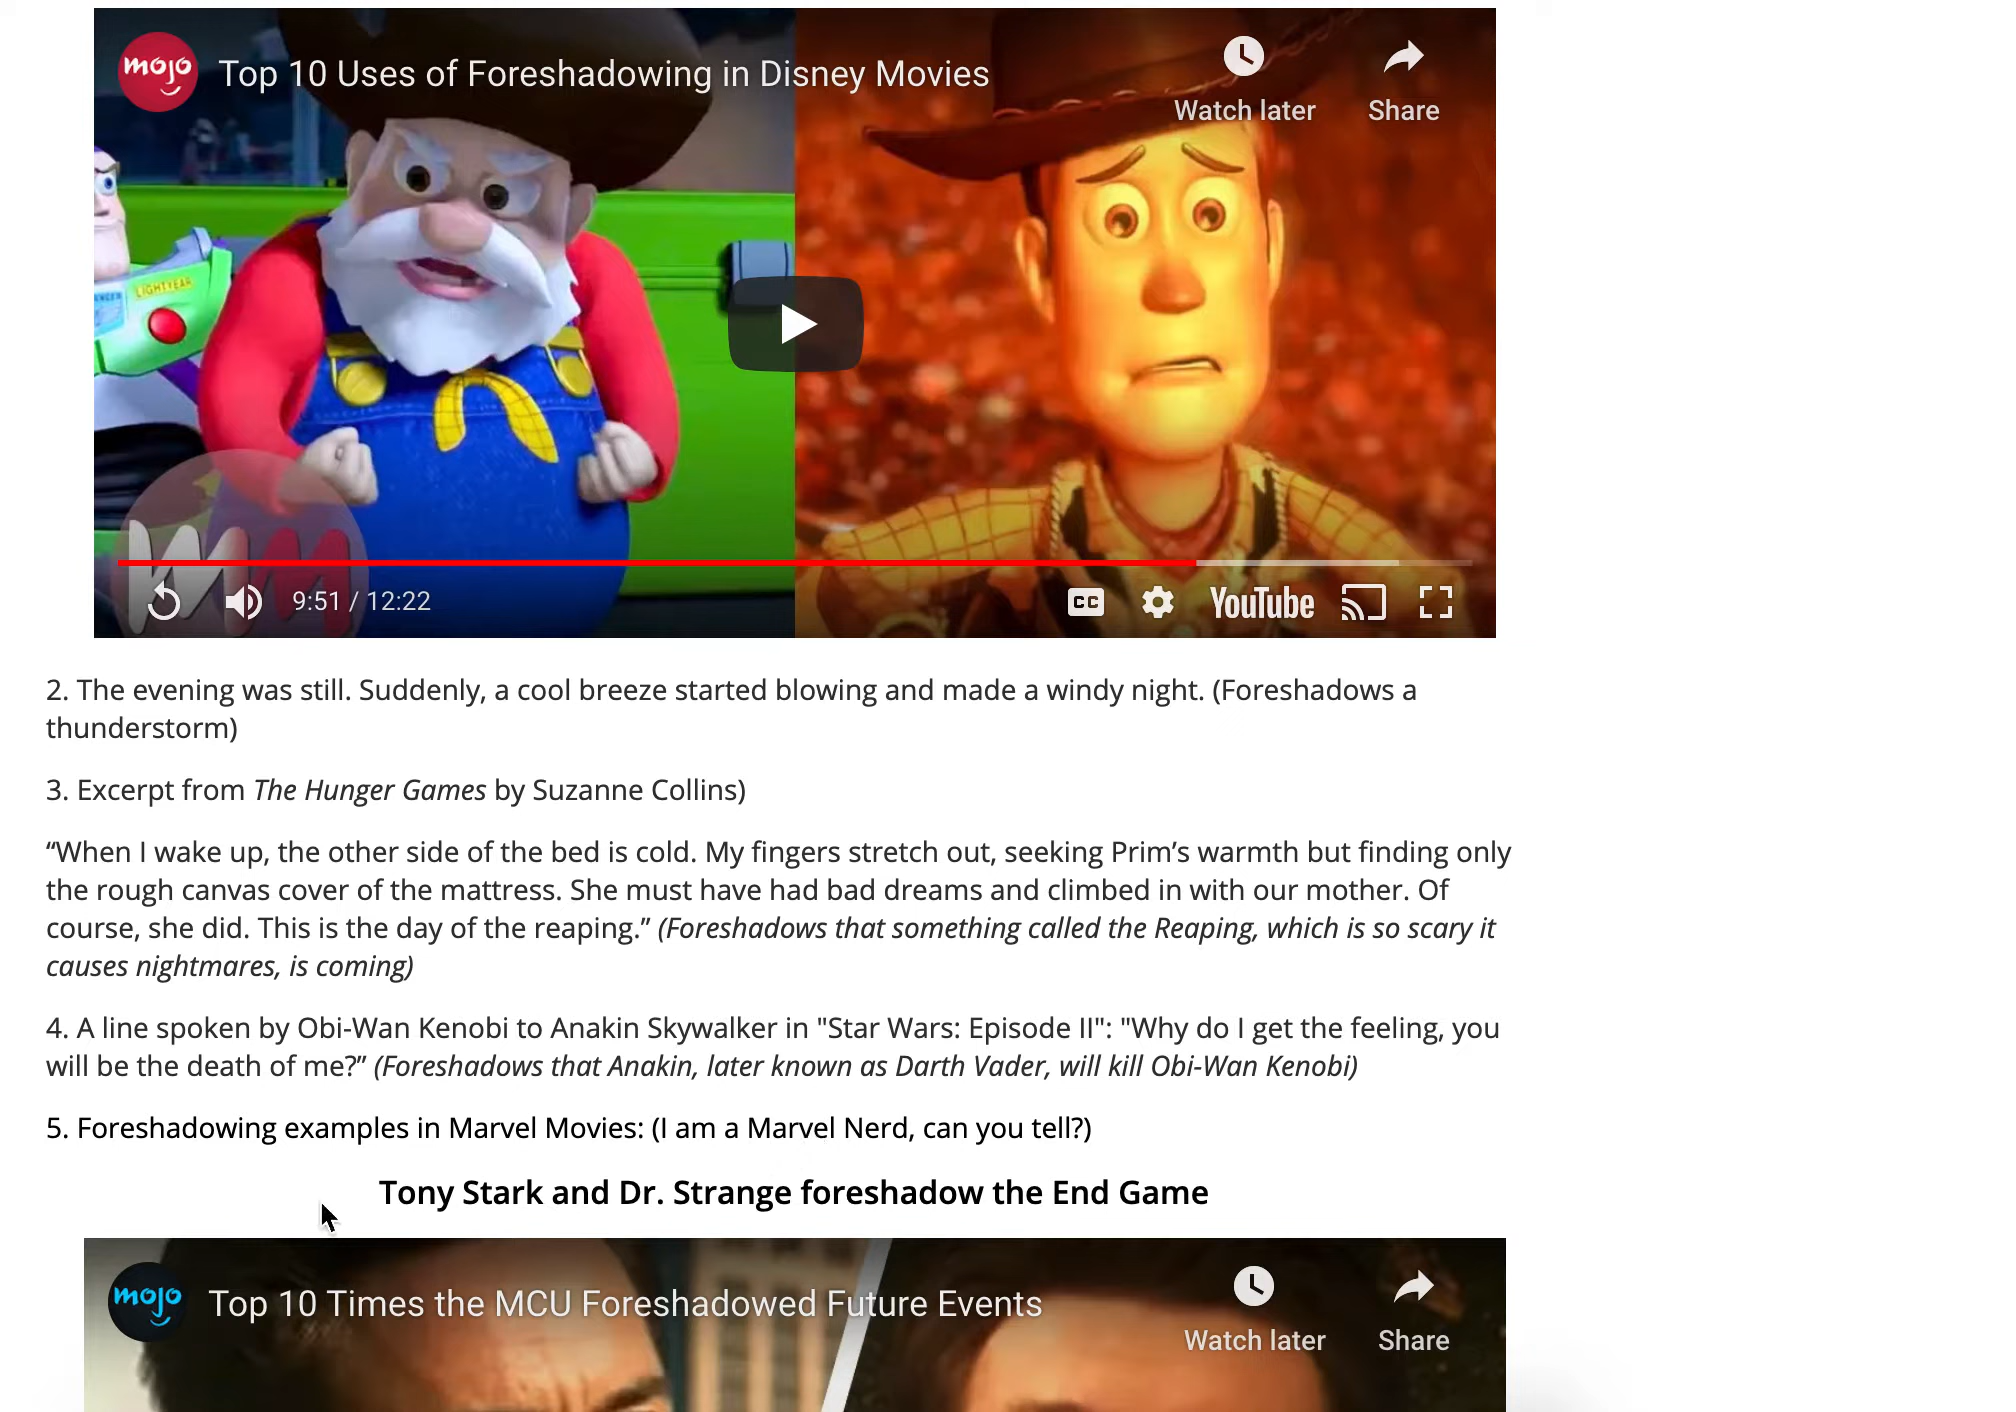 mojo
Top 10 Uses of Foreshadowing in Disney Movies
Watch later
Share
LIGHTYEAR
WM
9:51 / 12:22
CC
YouTube
2. The evening was still. Suddenly, a cool breeze started blowing and made a windy night. (Foreshadows a
thunderstorm)
3. Excerpt from The Hunger Games by Suzanne Collins)
“When I wake up, the other side of the bed is cold. My fingers stretch out, seeking Prim’s warmth but finding only
the rough canvas cover of the mattress. She must have had bad dreams and climbed in with our mother. Of
course, she did. This is the day of the reaping.” (Foreshadows that something called the Reaping, which is so scary it
causes nightmares, is coming)
4. A line spoken by Obi-Wan Kenobi to Anakin Skywalker in "Star Wars: Episode II": "Why do I get the feeling, you
will be the death of me?” (Foreshadows that Anakin, later known as Darth Vader, will kill Obi-Wan Kenobi)
5. Foreshadowing examples in Marvel Movies: (I am a Marvel Nerd, can you tell?)
Tony Stark and Dr. Strange foreshadow the End Game
mojo
Top 10 Times the MCU Foreshadowed Future Events
Watch later
Share